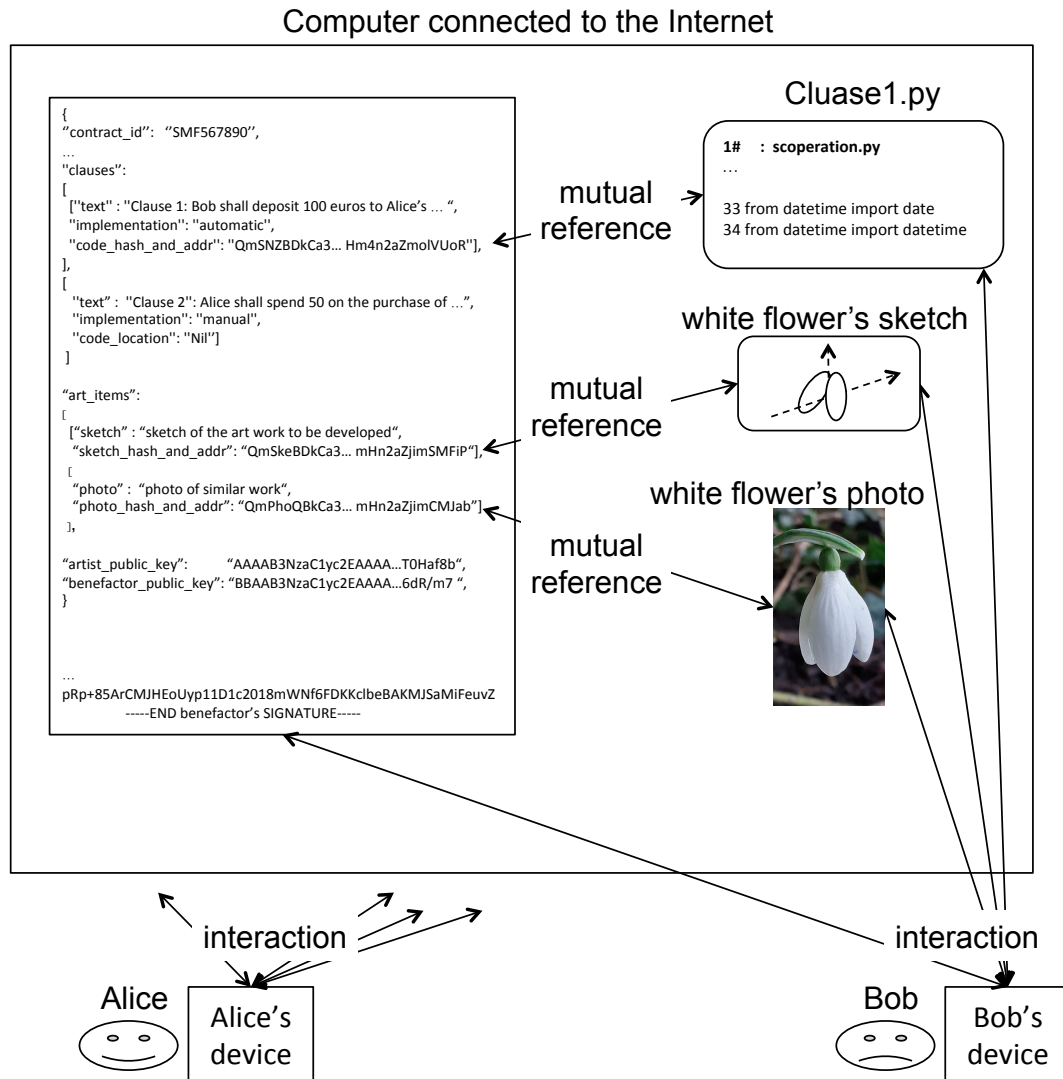 Computer connected to the Internet
{
‘’contract_id’’: ‘’SMF567890’’,
...
"clauses":
[
[''text'' : ''Clause 1: Bob shall deposit 100 euros to Alice's ... “,
''implementation'': ''automatic'',
''code_hash_and_addr'': ''QmSNZBDkCa3... Hm4n2aZmolVUoR''],
],
[
''text” : ''Clause 2'': Alice shall spend 50 on the purchase of ...”,
''implementation'': ''manual'',
''code_location'': ''Nil’']
]
“art_items”:
[
[“sketch” : “sketch of the art work to be developed“,
“sketch_hash_and_addr”: “QmSkeBDkCa3... mHn2aZjimSMFiP“],
[
“photo” : “photo of similar work“,
“photo_hash_and_addr”: “QmPhoQBkCa3... mHn2aZjimCMJab”]
],
“artist_public_key”: “AAAAB3NzaC1yc2EAAAA...T0Haf8b“,
“benefactor_public_key”: “BBAAB3NzaC1yc2EAAAA...6dR/m7 “,
}
...
pRp+85ArCMJHEoUyp11D1c2018mWNf6FDKKclbeBAKMJSaMiFeuvZ
-----END benefactor’s SIGNATURE-----
mutual
reference
mutual
reference
mutual
reference
Cluase1.py
1# : scoperation.py
...
33 from datetime import date
34 from datetime import datetime
white flower’s sketch
white flower’s photo
interaction
interaction
Alice
Alice’s
device
Bob
Bob’s
device